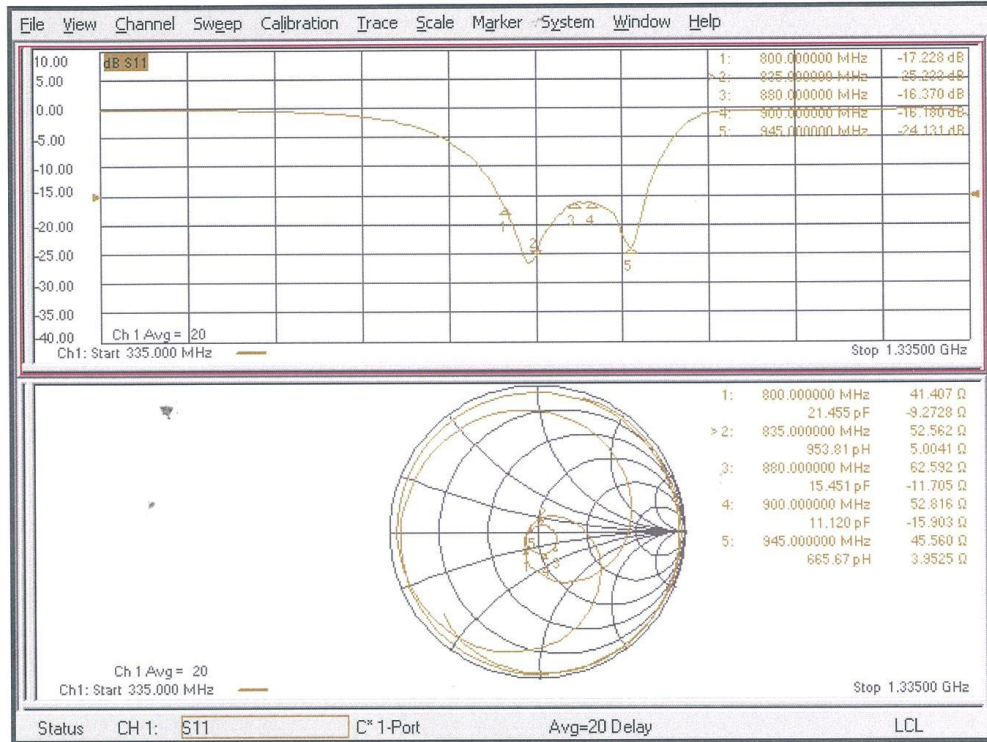 File View Channel Sweep Calibration Trace Scale Marker System Window Help
10.00
5.00
0.00
-5.00
-10.00
-15.00
-20.00
-25.00
-30.00
-35.00
-40.00
dB S11
1: 800.000000 MHz -17.228 dB
>2: 835.000000 MHz -25.233 dB
3: 880.000000 MHz -16.370 dB
4: 900.000000 MHz -16.180 dB
5: 945.000000 MHz -24.131 dB
1
2
3 4
5
Ch 1 Avg = 20
Ch1: Start 335.000 MHz
Stop 1.33500 GHz
1: 800.000000 MHz 41.407 Ω
21.455 pF -9.2728 Ω
>2: 835.000000 MHz 52.562 Ω
953.81 pH 5.0041 Ω
3: 880.000000 MHz 62.592 Ω
15.451 pF -11.705 Ω
4: 900.000000 MHz 52.816 Ω
11.120 pF -15.903 Ω
5: 945.000000 MHz 45.560 Ω
665.67 pH 3.9525 Ω
Ch 1 Avg = 20
Ch1: Start 335.000 MHz
Stop 1.33500 GHz
Status CH 1: S11 C* 1-Port Avg=20 Delay LCL